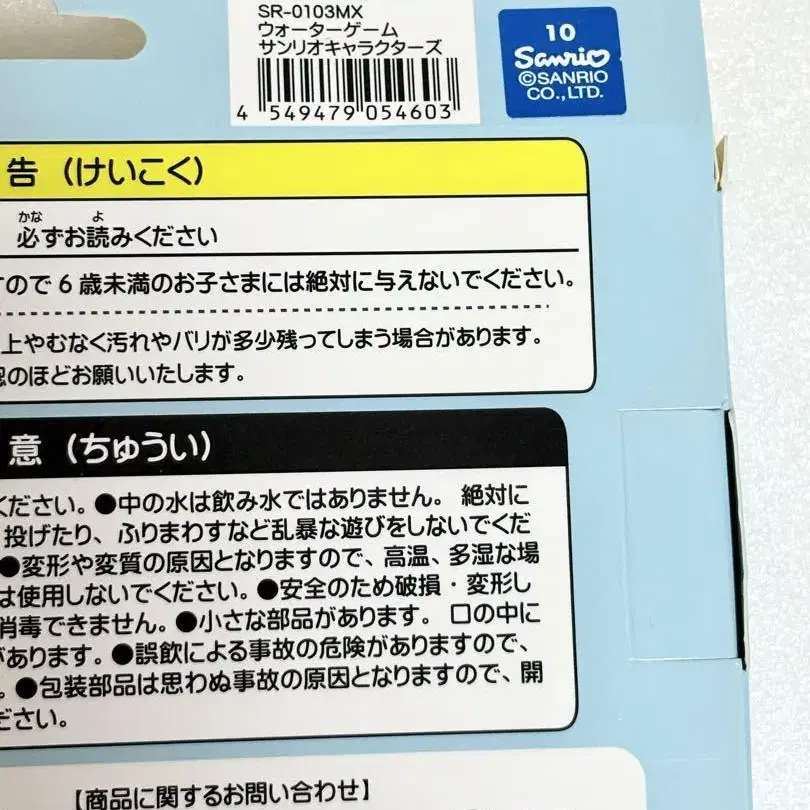 SR-0103MX
ウォーターゲーム
サンリオキャラクターズ
4 549479 054603
10
Sanrio
©SANRIO
CO.,LTD.
告（けいこく）
かな よ
必ずお読みください
ので6歳未満のお子さまには絶対に与えないでください。
上やむなく汚れやバリが多少残ってしまう場合があります。
のほどお願いいたします。
意（ちゅうい）
ください。●中の水は飲み水ではありません。絶対に
投げたり、ふりまわすなど乱暴な遊びをしないでくだ
●変形や変質の原因となりますので、高温、多湿な場
は使用しないでください。●安全のため破損・変形し
消毒できません。●小さな部品があります。口の中に
があります。●誤飲による事故の危険がありますので、
。●包装部品は思わぬ事故の原因となりますので、開
ださい。
【商品に関するお問い合わせ】